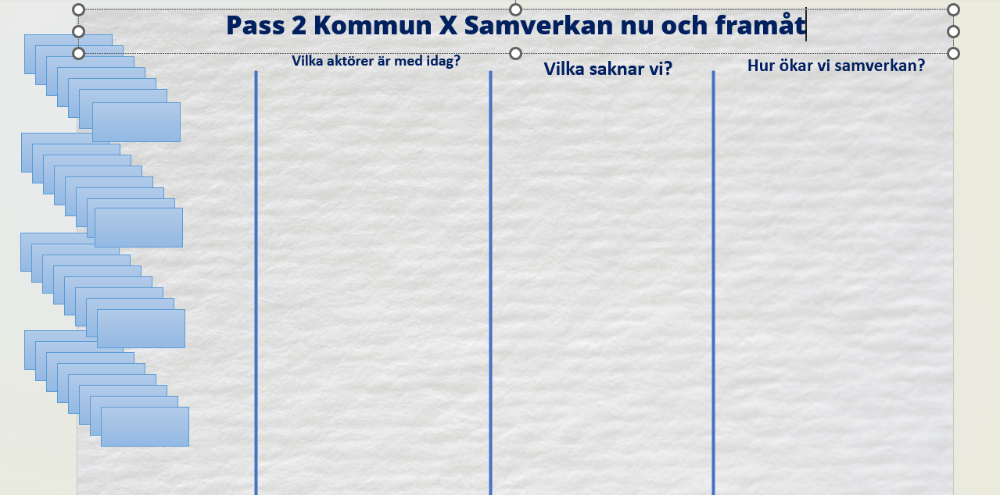 Pass 2 Kommun X Samverkan nu och framåt
Vilka aktörer är med idag?
Vilka saknar vi?
Hur ökar vi samverkan?